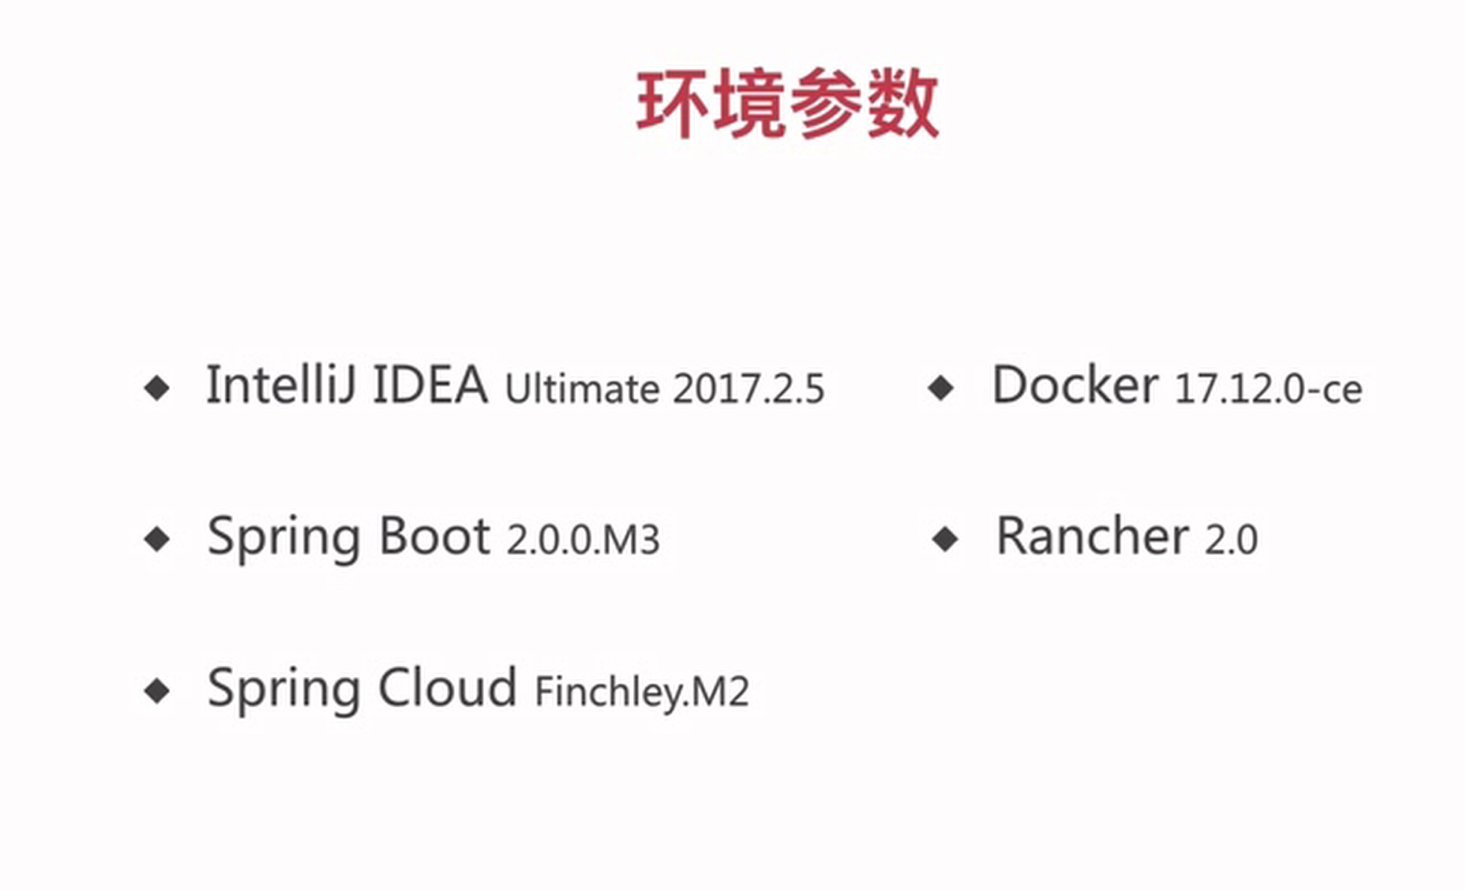 环境参数
IntelliJ IDEA Ultimate 2017.2.5
Docker 17.12.0-ce
Spring Boot 2.0.0.M3
Rancher 2.0
Spring Cloud Finchley.M2